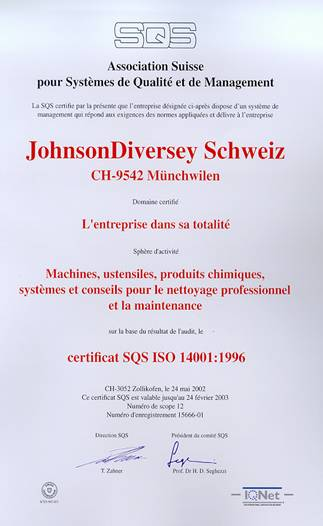 SQS
Association Suisse
pour Systèmes de Qualité et de Management
La SQS certifie par la présente que l'entreprise désignée ci-après dispose d'un système de
management qui répond aux exigences des normes appliquées et délivre à l'entreprise
JohnsonDiversey Schweiz
CH-9542 Münchwilen
Domaine certifié
L'entreprise dans sa totalité
Sphère d'activité
Machines, ustensiles, produits chimiques,
systèmes et conseils pour le nettoyage professionnel
et la maintenance
sur la base du résultat de l'audit, le
certificat SQS ISO 14001:1996
CH-3052 Zollikofen, le 24 mai 2002
Ce certificat SQS est valable jusqu'au 24 février 2003
Numéro de scope 12
Numéro d'enregistrement 15666-01
Direction SQS
Président du comité SQS
T. Zahner
Prof. Dr H. D. Seghezzi
IQNet